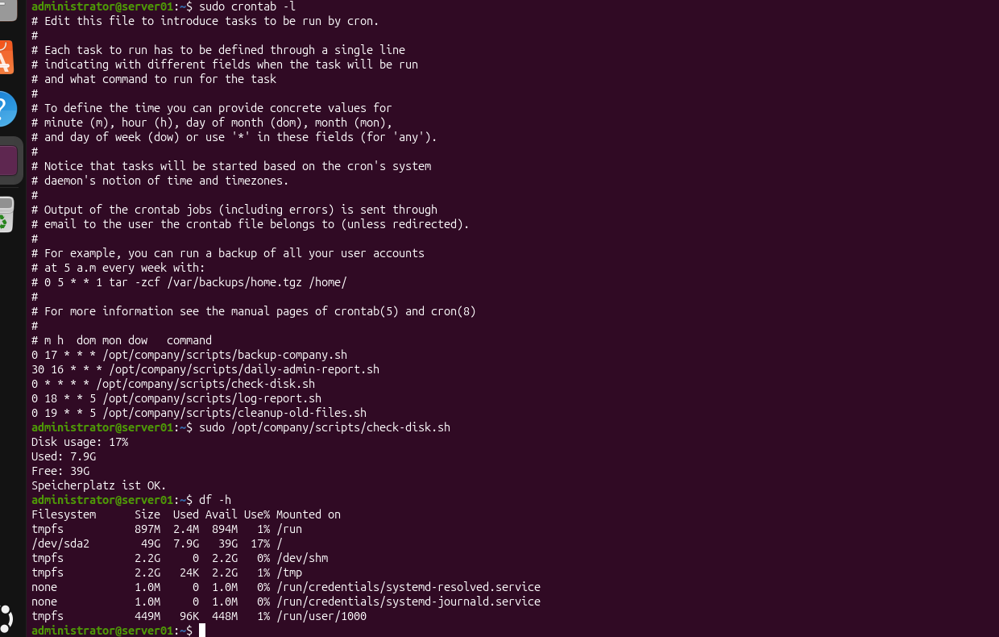 administrator@server01:~$ sudo crontab -l
# Edit this file to introduce tasks to be run by cron.
#
# Each task to run has to be defined through a single line
# indicating with different fields when the task will be run
# and what command to run for the task
#
# To define the time you can provide concrete values for
# minute (m), hour (h), day of month (dom), month (mon),
# and day of week (dow) or use '*' in these fields (for 'any').
#
# Notice that tasks will be started based on the cron's system
# daemon's notion of time and timezones.
#
# Output of the crontab jobs (including errors) is sent through
# email to the user the crontab file belongs to (unless redirected).
#
# For example, you can run a backup of all your user accounts
# at 5 a.m every week with:
# 0 5 * * 1 tar -zcf /var/backups/home.tgz /home/
#
# For more information see the manual pages of crontab(5) and cron(8)
#
# m h  dom mon dow   command
0 17 * * * /opt/company/scripts/backup-company.sh
30 16 * * * /opt/company/scripts/daily-admin-report.sh
0 * * * * /opt/company/scripts/check-disk.sh
0 18 * * 5 /opt/company/scripts/log-report.sh
0 19 * * 5 /opt/company/scripts/cleanup-old-files.sh
administrator@server01:~$ sudo /opt/company/scripts/check-disk.sh
Disk usage: 17%
Used: 7.9G
Free: 39G
Speicherplatz ist OK.
administrator@server01:~$ df -h
Filesystem      Size  Used Avail Use% Mounted on
tmpfs           897M  2.4M  894M   1% /run
/dev/sda2        49G  7.9G   39G  17% /
tmpfs           2.2G     0  2.2G   0% /dev/shm
tmpfs           2.2G   24K  2.2G   1% /tmp
none            1.0M     0  1.0M   0% /run/credentials/systemd-resolved.service
none            1.0M     0  1.0M   0% /run/credentials/systemd-journald.service
tmpfs           449M   96K  448M   1% /run/user/1000
administrator@server01:~$